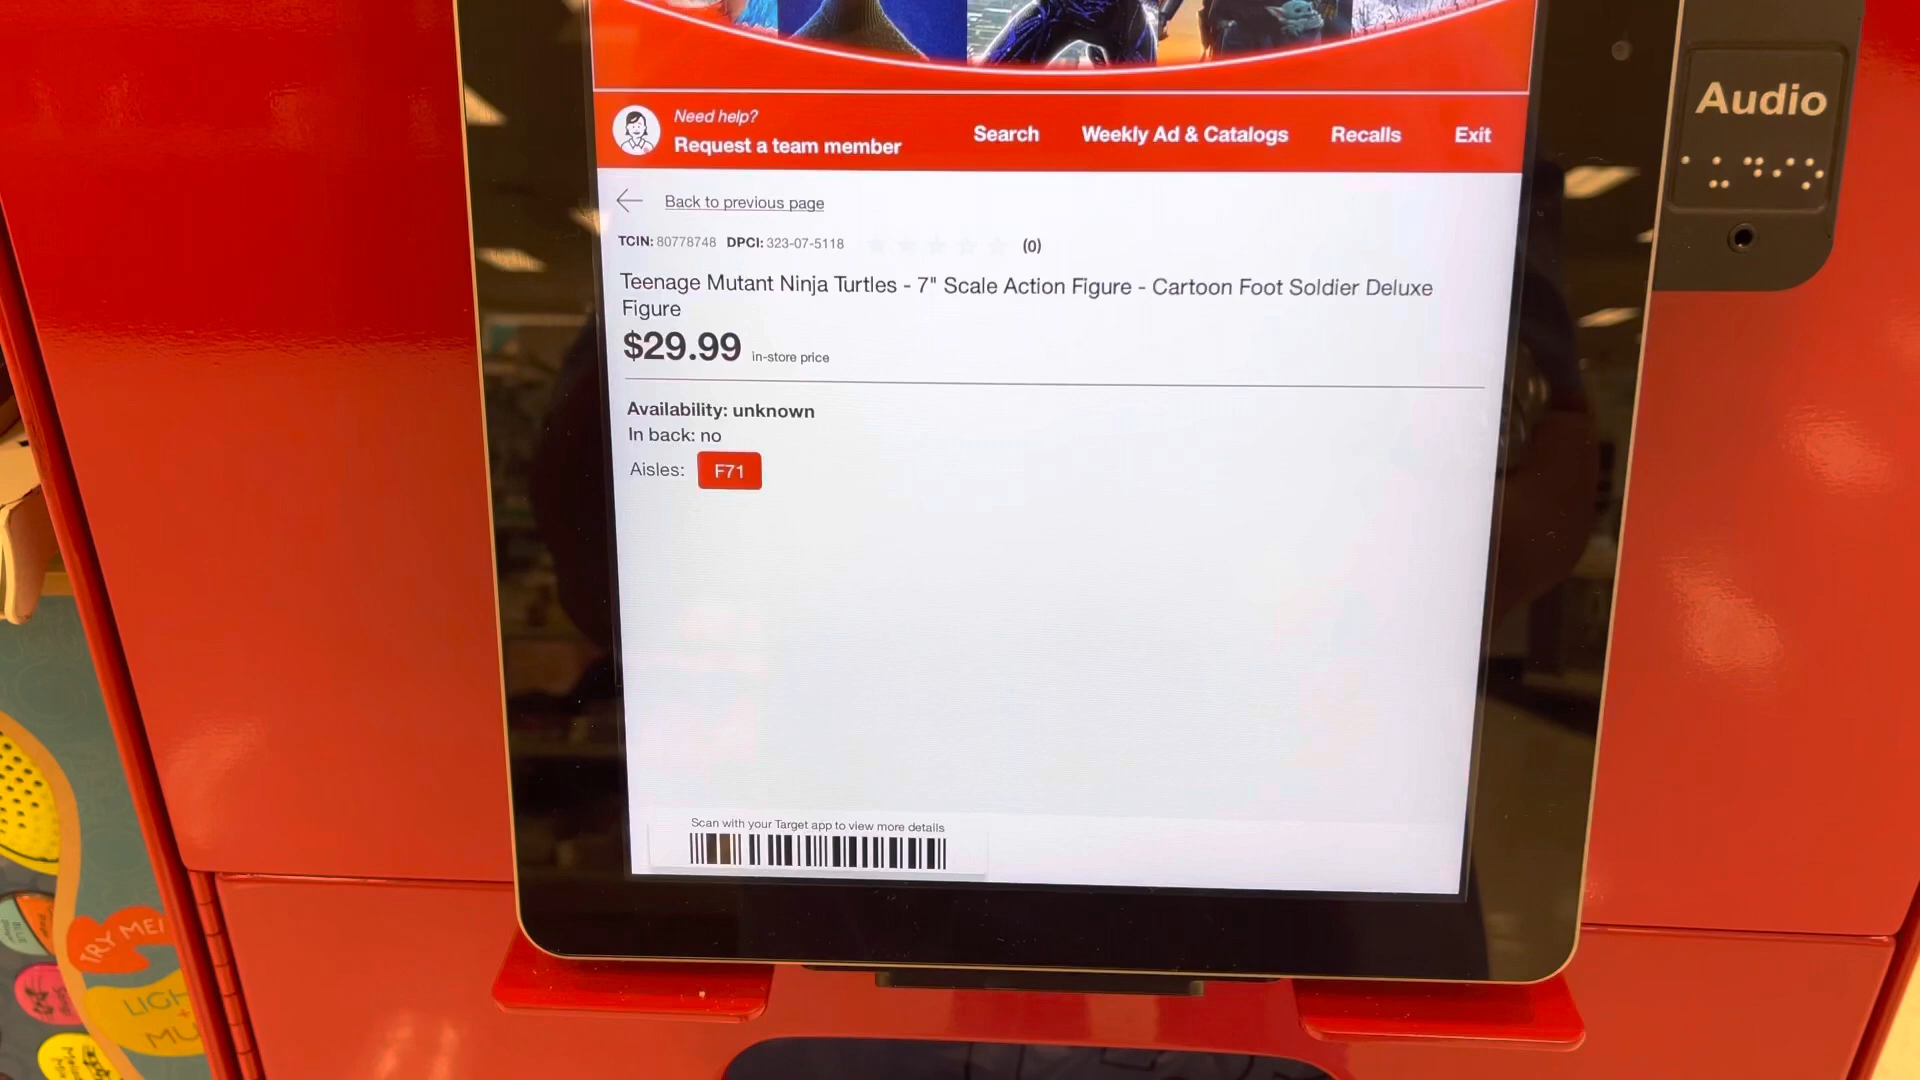 Audio
Need help?
Request a team member
Search
Weekly Ad & Catalogs
Recalls
Exit
Back to previous page
TCIN: 80778748 DPCI: 323-07-5118
(0)
Teenage Mutant Ninja Turtles - 7" Scale Action Figure - Cartoon Foot Soldier Deluxe
Figure
$29.99 in-store price
Availability: unknown
In back: no
Aisles: F71
Scan with your Target app to view more details
TRY ME!